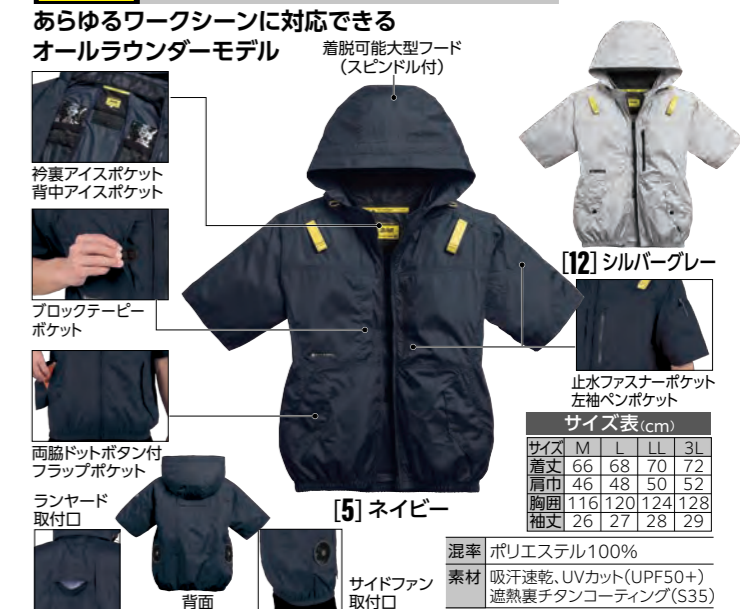 あらゆるワークシーンに対応できる
オールラウンダーモデル
着脱可能大型フード
(スピンドル付)
衿裏アイスポケット
背中アイスポケット
ブロックテーピー
ポケット
両脇ドットボタン付
フラップポケット
ランヤード
取付口
背面
[5] ネイビー
サイドファン
取付口
[12] シルバーグレー
止水ファスナーポケット
左袖ペンポケット
サイズ表(cm)
サイズ M L LL 3L
着丈 66 68 70 72
肩巾 46 48 50 52
胸囲 116 120 124 128
袖丈 26 27 28 29
混率 ポリエステル100%
素材 吸汗速乾、UVカット(UPF50+)
遮熱裏チタンコーティング(S35)